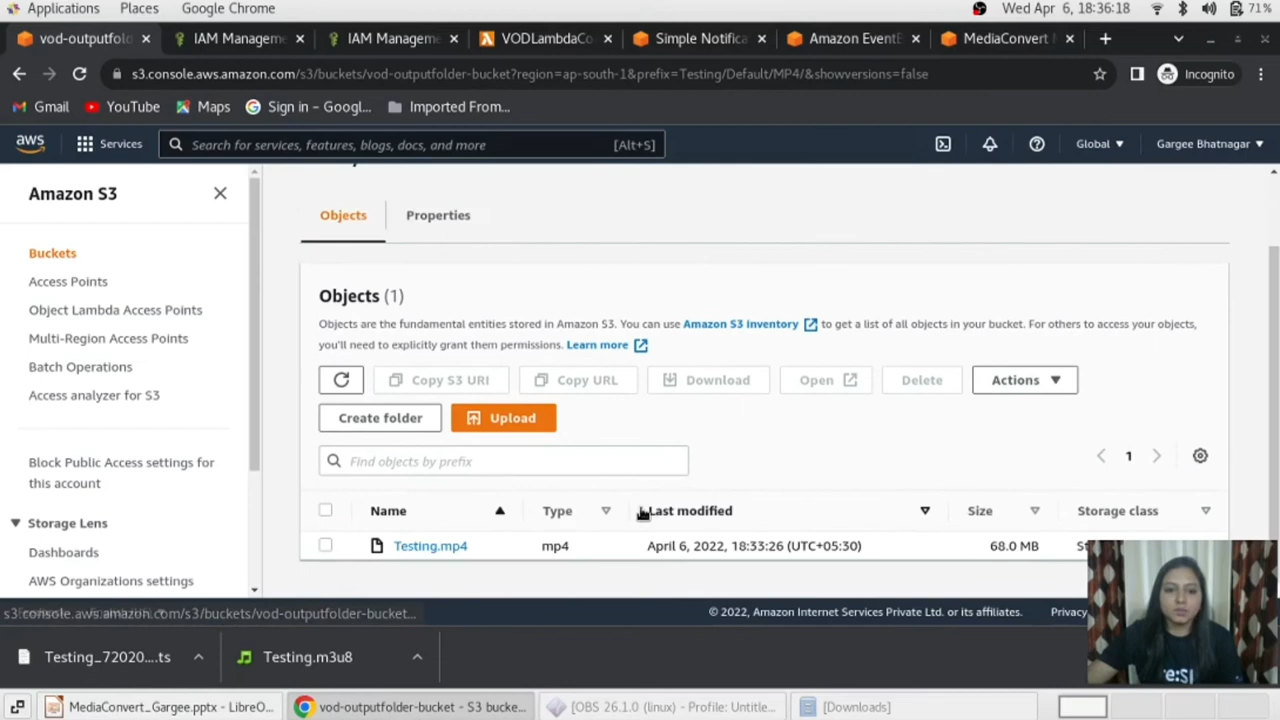 Applications Places Google Chrome Wed Apr 6, 18:36:18 71%
vod-outputfold IAM Manageme IAM Manageme VODLambdaCo Simple Notifica Amazon EventB MediaConvert M
s3.console.aws.amazon.com/s3/buckets/vod-outputfolder-bucket?region=ap-south-1&prefix=Testing/Default/MP4/&showversions=false Incognito
Gmail YouTube Maps Sign in – Googl... Imported From...
aws Services Search for services, features, blogs, docs, and more [Alt+S] Global Gargee Bhatnagar
Amazon S3
Buckets
Access Points
Object Lambda Access Points
Multi-Region Access Points
Batch Operations
Access analyzer for S3
Block Public Access settings for
this account
Storage Lens
Dashboards
AWS Organizations settings
Objects Properties
Objects (1)
Objects are the fundamental entities stored in Amazon S3. You can use Amazon S3 inventory to get a list of all objects in your bucket. For others to access your objects,
you'll need to explicitly grant them permissions. Learn more
Copy S3 URI Copy URL Download Open Delete Actions
Create folder Upload
Find objects by prefix 1
Name Type Last modified Size Storage class
Testing.mp4 mp4 April 6, 2022, 18:33:26 (UTC+05:30) 68.0 MB St
s3.console.aws.amazon.com/s3/buckets/vod-outputfolder-bucket... © 2022, Amazon Internet Services Private Ltd. or its affiliates. Privacy
Testing_72020....ts Testing.m3u8
re:S
MediaConvert_Gargee.pptx - LibreO... vod-outputfolder-bucket - S3 bucke... [OBS 26.1.0 (linux) - Profile: Untitle... [Downloads]